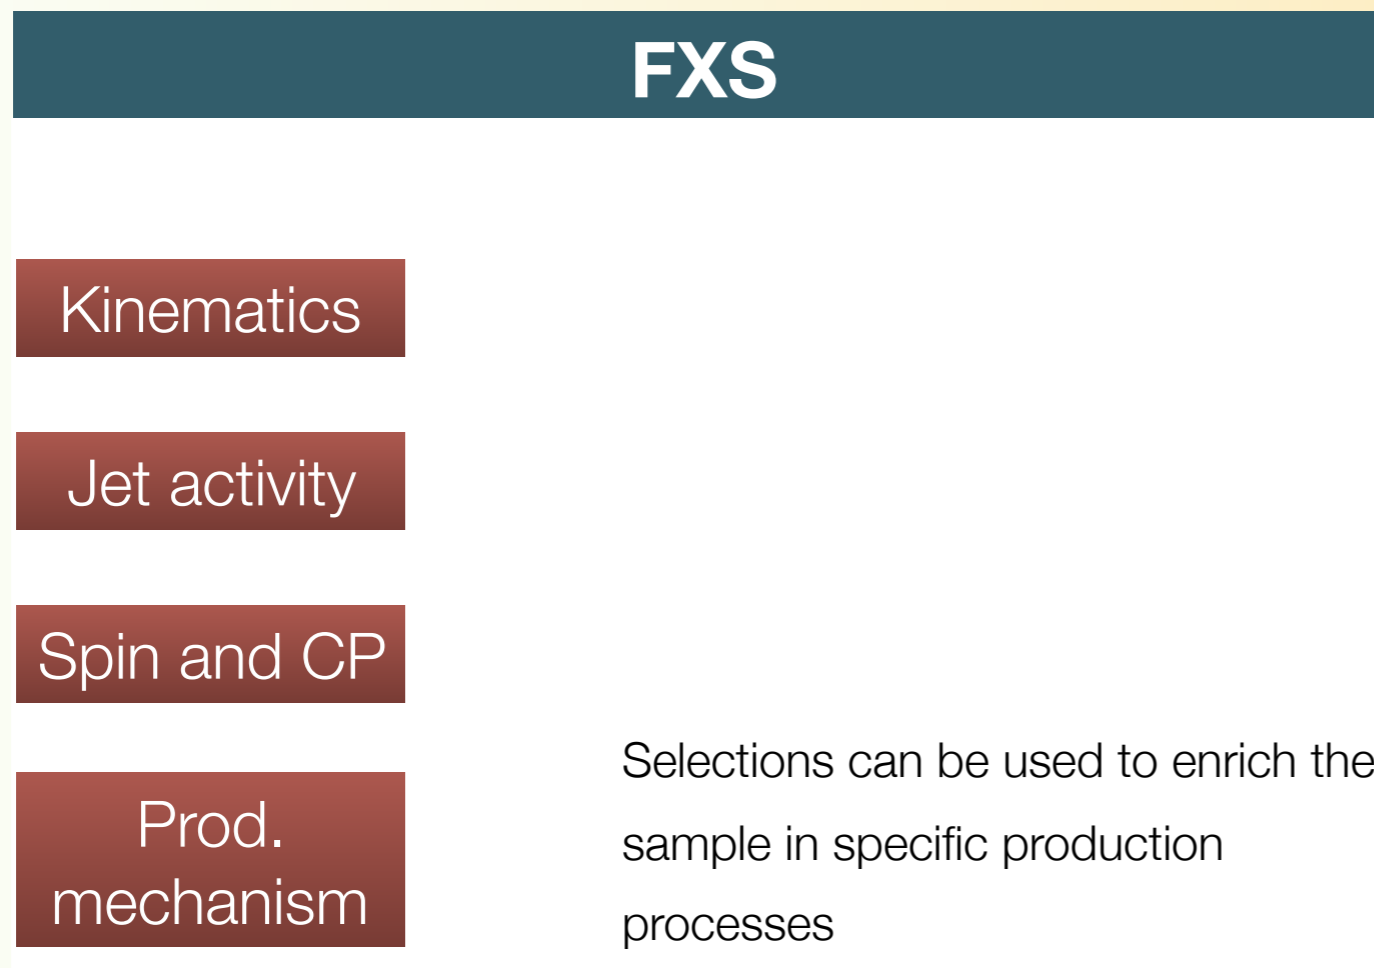 FXS
Kinematics
Jet activity
Spin and CP
Prod.
mechanism
Selections can be used to enrich the
sample in specific production
processes